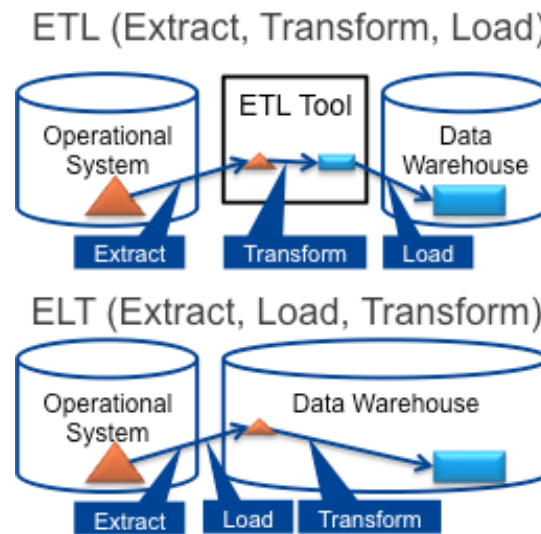 ETL (Extract, Transform, Load)
Operational
System
ETL Tool
Data
Warehouse
Extract
Transform
Load
ELT (Extract, Load, Transform)
Operational
System
Data Warehouse
Extract
Load
Transform